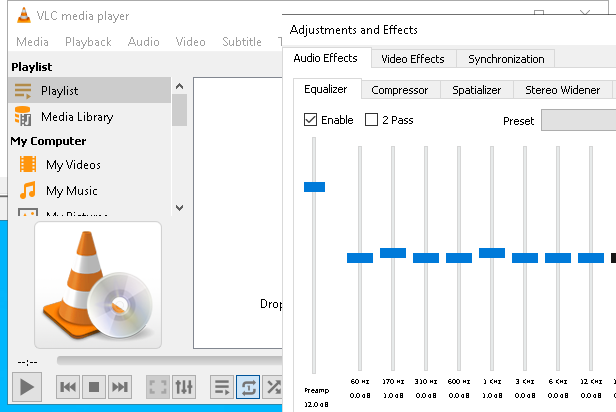 VLC media player
Media Playback Audio Video Subtitle
Playlist
Playlist
Media Library
My Computer
My Videos
My Music
Drop
--:--
Adjustments and Effects
Audio Effects Video Effects Synchronization
Equalizer Compressor Spatializer Stereo Widener
Enable 2 Pass Preset
60 Hz 170 Hz 310 Hz 600 Hz 1 KHz 3 KHz 6 KHz 12 KHz
Preamp 0.0 dB 1.0 dB 0.0 dB 0.0 dB 1.0 dB 0.0 dB 0.0 dB 0.0 dB
12.0 dB